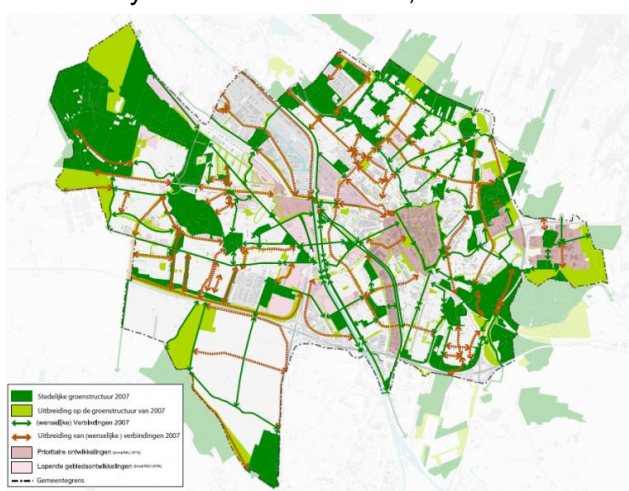 Stedelijke groenstructuur 2007
Uitbreiding op de groenstructuur van 2007
(wenselijke) Verbindingen 2007
Uitbreiding van (wenselijke) verbindingen 2007
Prioritaire ontwikkelingen
Lopende gebiedsontwikkelingen
Gemeentegrens